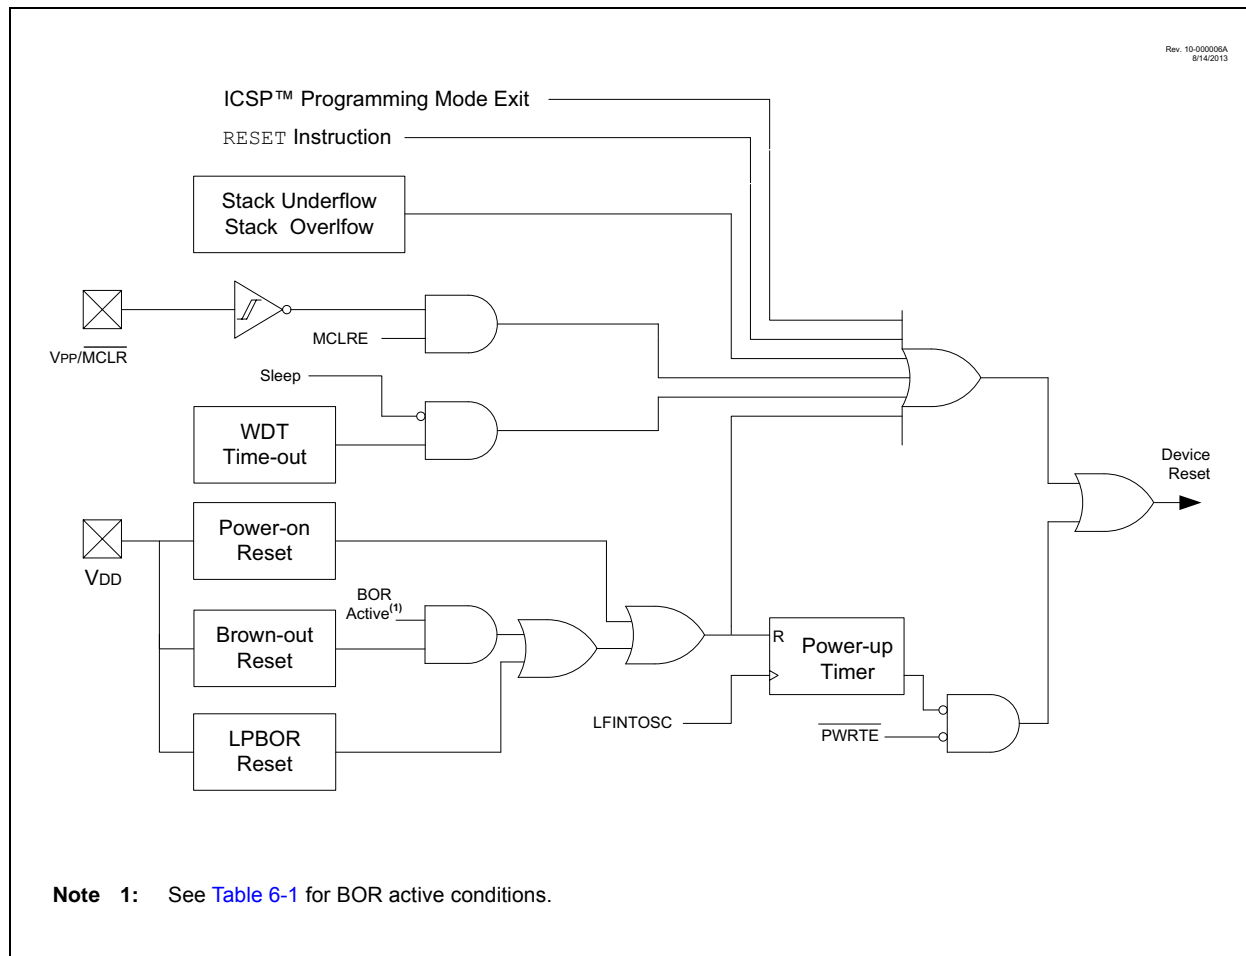 Rev. 10-000006A
8/14/2013
ICSP™ Programming Mode Exit
RESET Instruction
Stack Underflow
Stack Overlfow
VPP/MCLR
MCLRE
Sleep
WDT
Time-out
Device
Reset
VDD
Power-on
Reset
BOR
Active(1)
Brown-out
Reset
R
Power-up
Timer
LFINTOSC
PWRTE
LPBOR
Reset
Note 1: See Table 6-1 for BOR active conditions.